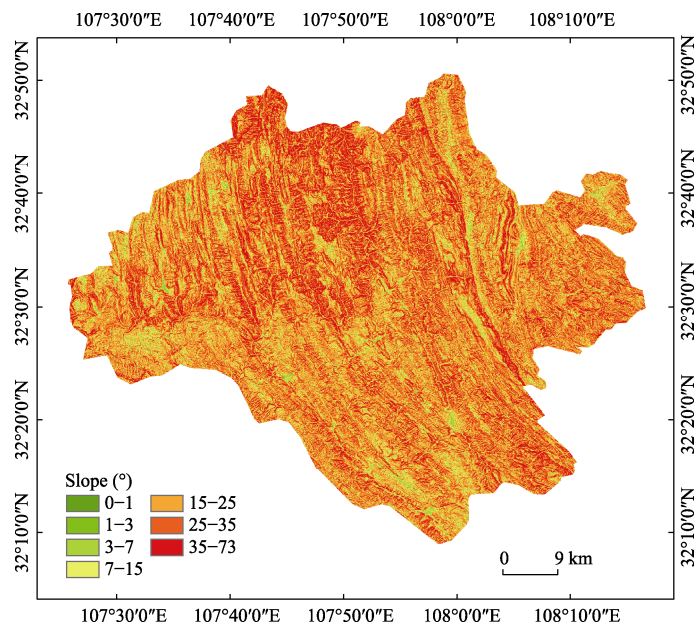 107°30′0″E 107°40′0″E 107°50′0″E 108°0′0″E 108°10′0″E
32°50′0″N 32°50′0″N
32°40′0″N 32°40′0″N
32°30′0″N 32°30′0″N
32°20′0″N 32°20′0″N
32°10′0″N 32°10′0″N
Slope (°)
0−1 15−25
1−3 25−35
3−7 35−73
7−15
0 9 km
107°30′0″E 107°40′0″E 107°50′0″E 108°0′0″E 108°10′0″E